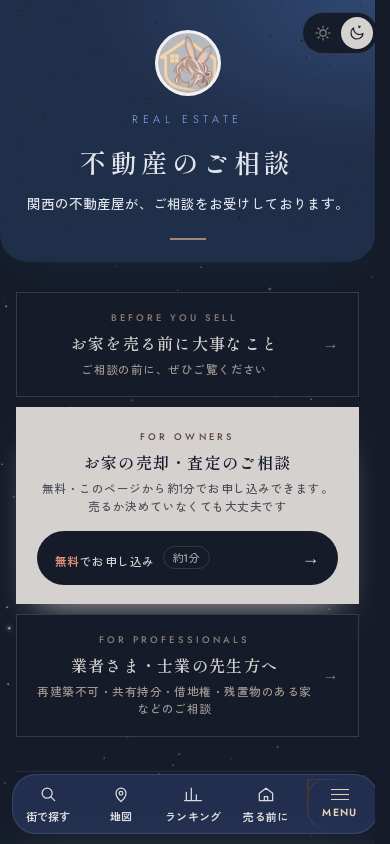 REAL ESTATE
不動産のご相談
関西の不動産屋が、ご相談をお受けしております。
BEFORE YOU SELL
お家を売る前に大事なこと
→
ご相談の前に、ぜひご覧ください
FOR OWNERS
お家の売却・査定のご相談
無料・このページから約1分でお申し込みできます。
売るか決めていなくても大丈夫です
無料でお申し込み 約1分 →
FOR PROFESSIONALS
業者さま・士業の先生方へ
→
再建築不可・共有持分・借地権・残置物のある家
などのご相談
街で探す 地図 ランキング 売る前に MENU